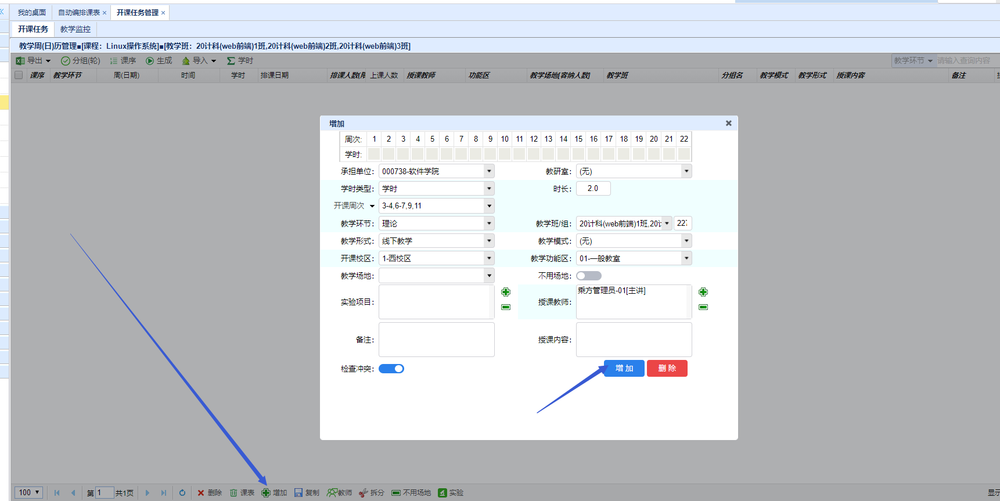 我的桌面 自动编排课表 × 开课任务管理 ×
开课任务 教学监控
教学周(日)历管理■[课程：Linux操作系统]■[教学班：20计科(web前端)1班,20计科(web前端)2班,20计科(web前端)3班]
导出 分组(轮) 课序 生成 导入 学时 教学环节 请输入查询内容
课序 教学环节 周(日期) 时间 学时 排课日期 排课人数(限 上课人数 授课教师 功能区 教学场地[容纳人数] 教学班 分组名 教学模式 教学形式 授课内容 备注
增加
周次: 1 2 3 4 5 6 7 8 9 10 11 12 13 14 15 16 17 18 19 20 21 22
学时:
承担单位: 000738-软件学院 教研室: (无)
学时类型: 学时 时长: 2.0
开课周次 3-4,6-7,9,11
教学环节: 理论 教学班/组: 20计科(web前端)1班,20计 227
教学形式: 线下教学 教学模式: (无)
开课校区: 1-西校区 教学功能区: 01-一般教室
教学场地: 不用场地:
实验项目: 授课教师: 乘方管理员-01[主讲]
备注: 授课内容:
检查冲突: 增 加 删 除
100 第 1 共1页 删除 课表 增加 复制 教师 拆分 不用场地 实验 显示